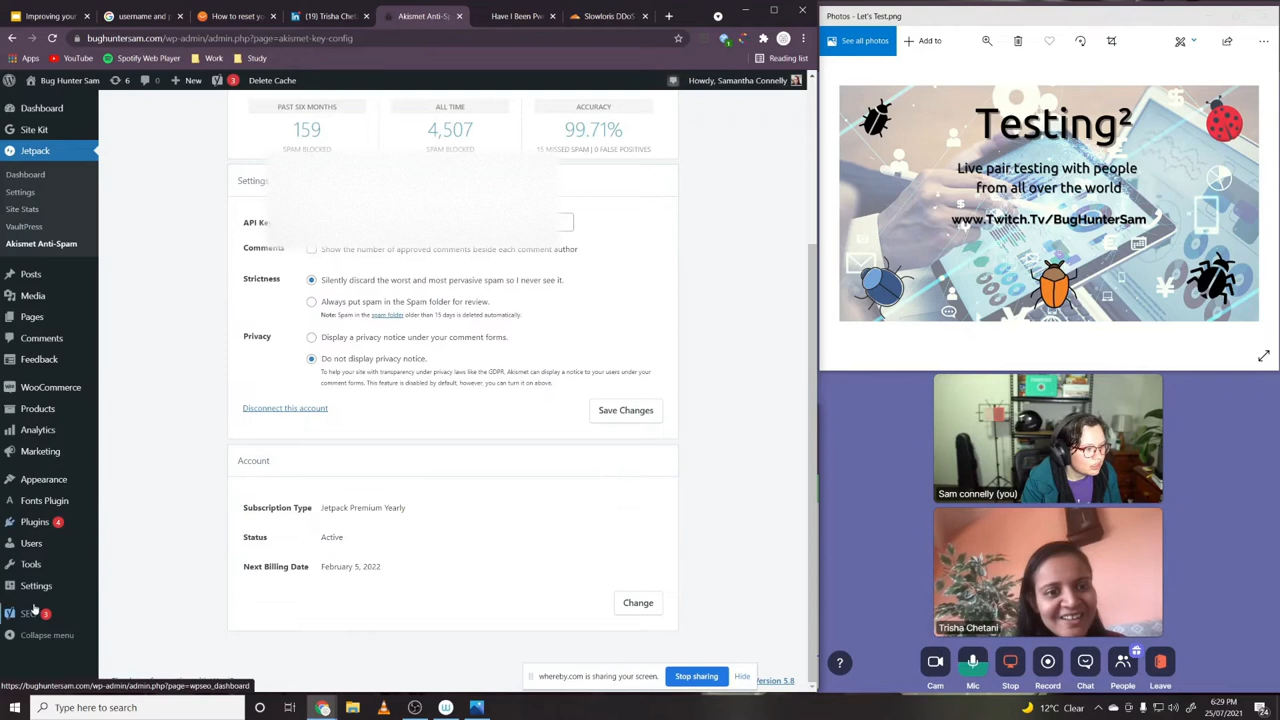 Improving your
username and p
How to reset yo
(19) Trisha Che
Akismet Anti-Sp
Have I Been Pw
Slowloris DDoS
bughuntersam.com/wp-admin/admin.php?page=akismet-key-config
Apps
YouTube
Spotify Web Player
Work
Study
Reading list
Bug Hunter Sam
6
0
New
3
Delete Cache
Howdy, Samantha Connelly
Dashboard
Site Kit
Jetpack
Dashboard
Settings
Site Stats
VaultPress
Akismet Anti-Spam
Posts
Media
Pages
Comments
Feedback
WooCommerce
Products
Analytics
Marketing
Appearance
Fonts Plugin
Plugins 4
Users
Tools
Settings
SEO 3
Collapse menu
PAST SIX MONTHS
159
SPAM BLOCKED
ALL TIME
4,507
SPAM BLOCKED
ACCURACY
99.71%
15 MISSED SPAM | 0 FALSE POSITIVES
Settings
API Key
Comments
Show the number of approved comments beside each comment author
Strictness
Silently discard the worst and most pervasive spam so I never see it.
Always put spam in the Spam folder for review.
Note: Spam in the spam folder older than 15 days is deleted automatically.
Privacy
Display a privacy notice under your comment forms.
Do not display privacy notice.
To help your site with transparency under privacy laws like the GDPR, Akismet can display a notice to your users under your
comment forms. This feature is disabled by default, however, you can turn it on above.
Disconnect this account
Save Changes
Account
Subscription Type
Jetpack Premium Yearly
Status
Active
Next Billing Date
February 5, 2022
Change
whereby.com is sharing your screen.
Stop sharing
Hide
Version 5.8
https://bughuntersam.com/wp-admin/admin.php?page=wpseo_dashboard
Photos - Let's Test.png
See all photos
Add to
Testing²
Live pair testing with people
from all over the world
www.Twitch.Tv/BugHunterSam
Sam connelly (you)
Trisha Chetani
?
Cam
Mic
Stop
Record
Chat
People
Leave
Type here to search
12°C Clear
6:29 PM
25/07/2021
24